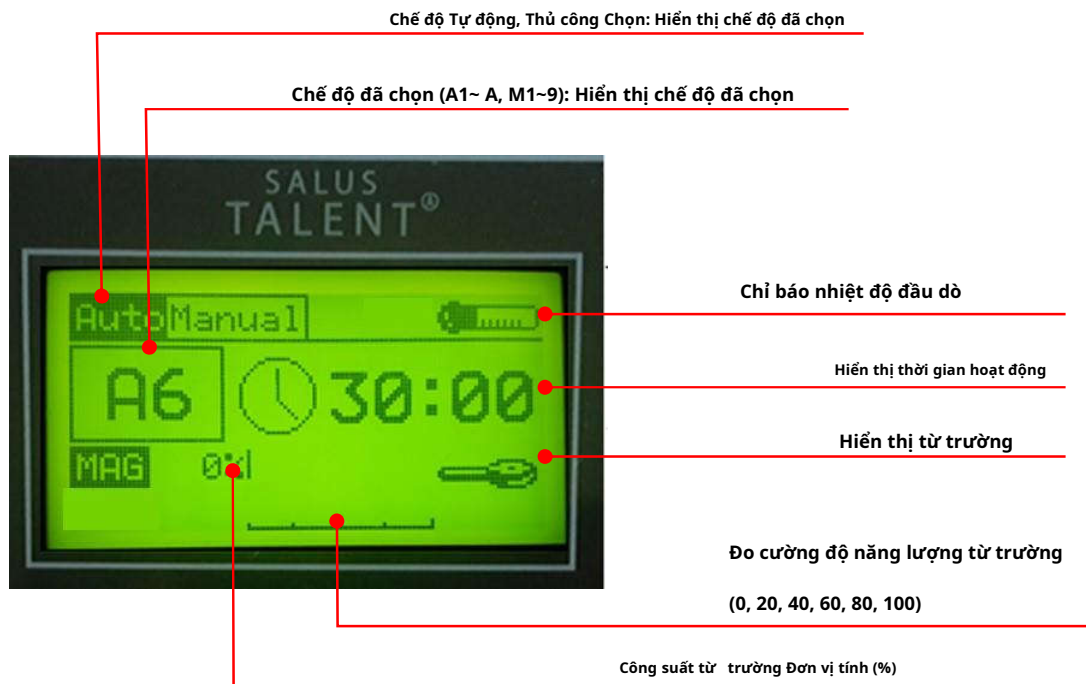 Chế độ Tự động, Thủ công Chọn: Hiển thị chế độ đã chọn
Chế độ đã chọn (A1~ A, M1~9): Hiển thị chế độ đã chọn
SALUS
TALENT®
Auto Manual
Chỉ báo nhiệt độ đầu dò
A6 30:00
Hiển thị thời gian hoạt động
Hiển thị từ trường
MAG 0%
Đo cường độ năng lượng từ trường
(0, 20, 40, 60, 80, 100)
Công suất từ trường Đơn vị tính (%)